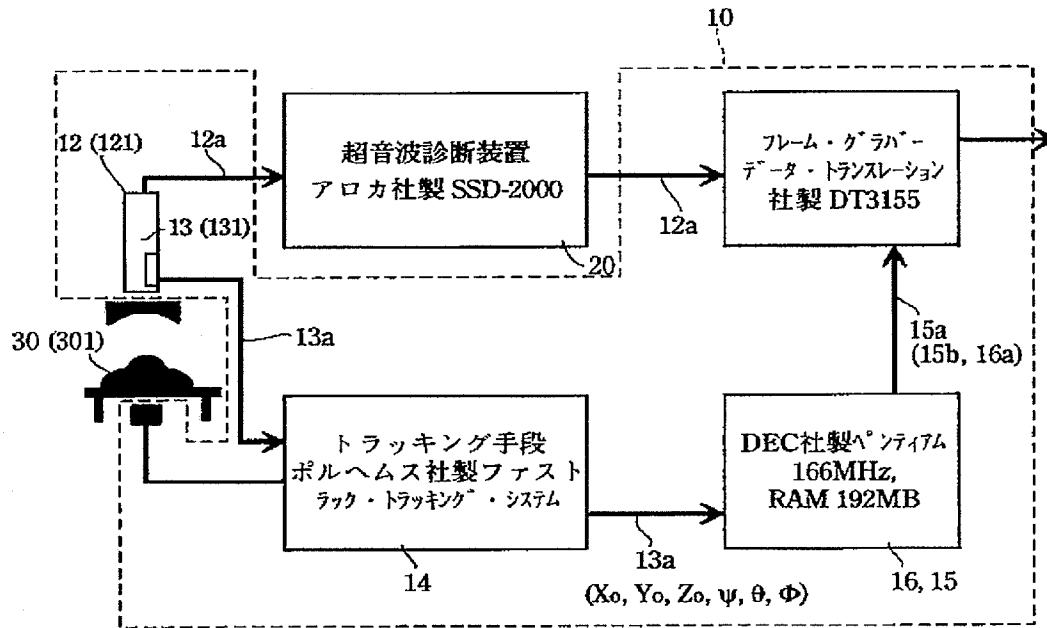 10
12 (121)
12a
超音波診断装置
アロカ社製 SSD-2000
20
12a
フレーム・グラバー
データ・トランスレーション
社製 DT3155
13 (131)
13a
15a
(15b, 16a)
30 (301)
トラッキング手段
ポルヘムス社製ファスト
ラック・トラッキング・システム
14
13a
(X₀, Y₀, Z₀, ψ, θ, Φ)
DEC社製ペンティアム
166MHz,
RAM 192MB
16, 15